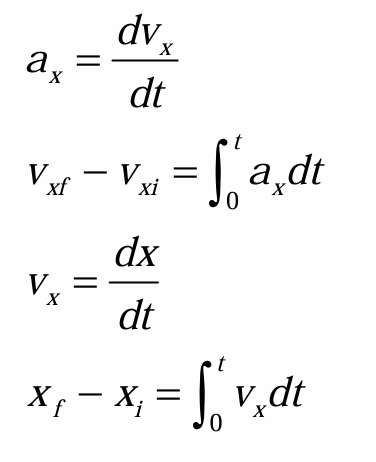 a_x = dv_x/dt
v_xf − v_xi = ∫_0^t a_x dt
v_x = dx/dt
x_f − x_i = ∫_0^t v_x dt